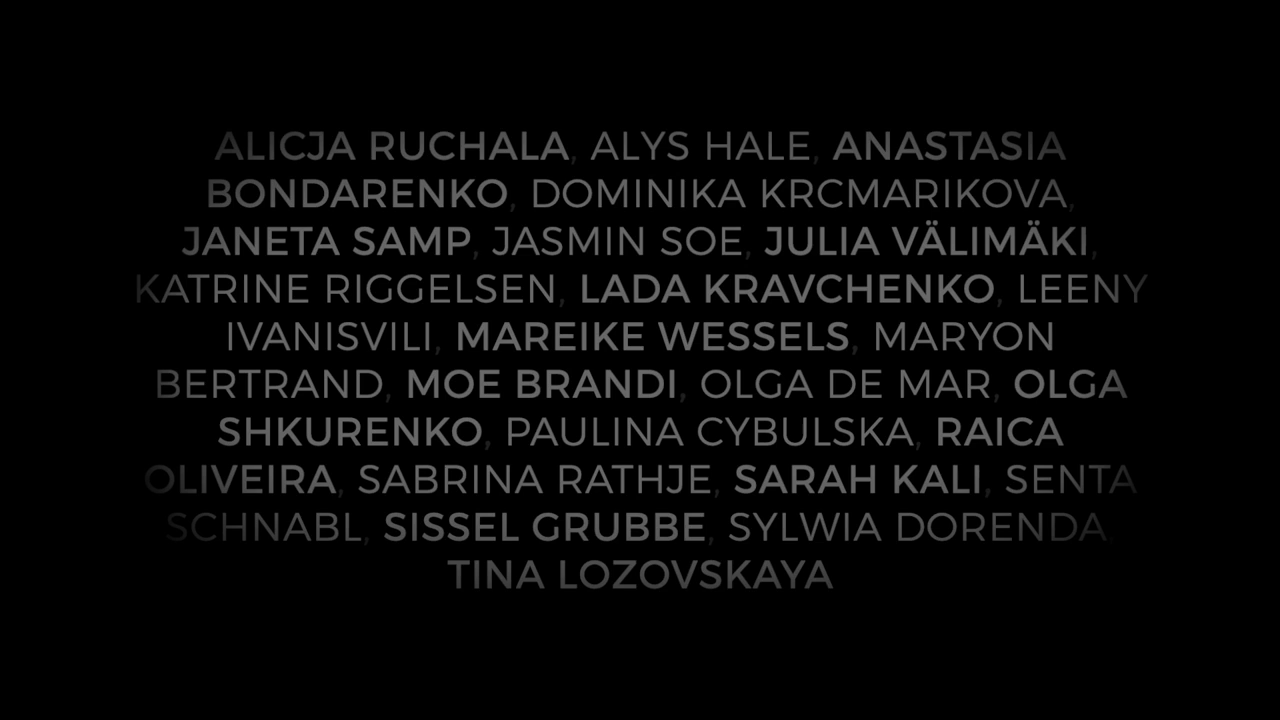 ALICJA RUCHALA, ALYS HALE, ANASTASIA
BONDARENKO, DOMINIKA KRCMARIKOVA,
JANETA SAMP, JASMIN SOE, JULIA VÄLIMÄKI,
KATRINE RIGGELSEN, LADA KRAVCHENKO, LEENY
IVANISVILI, MAREIKE WESSELS, MARYON
BERTRAND, MOE BRANDI, OLGA DE MAR, OLGA
SHKURENKO, PAULINA CYBULSKA, RAICA
OLIVEIRA, SABRINA RATHJE, SARAH KALI, SENTA
SCHNABL, SISSEL GRUBBE, SYLWIA DORENDA,
TINA LOZOVSKAYA